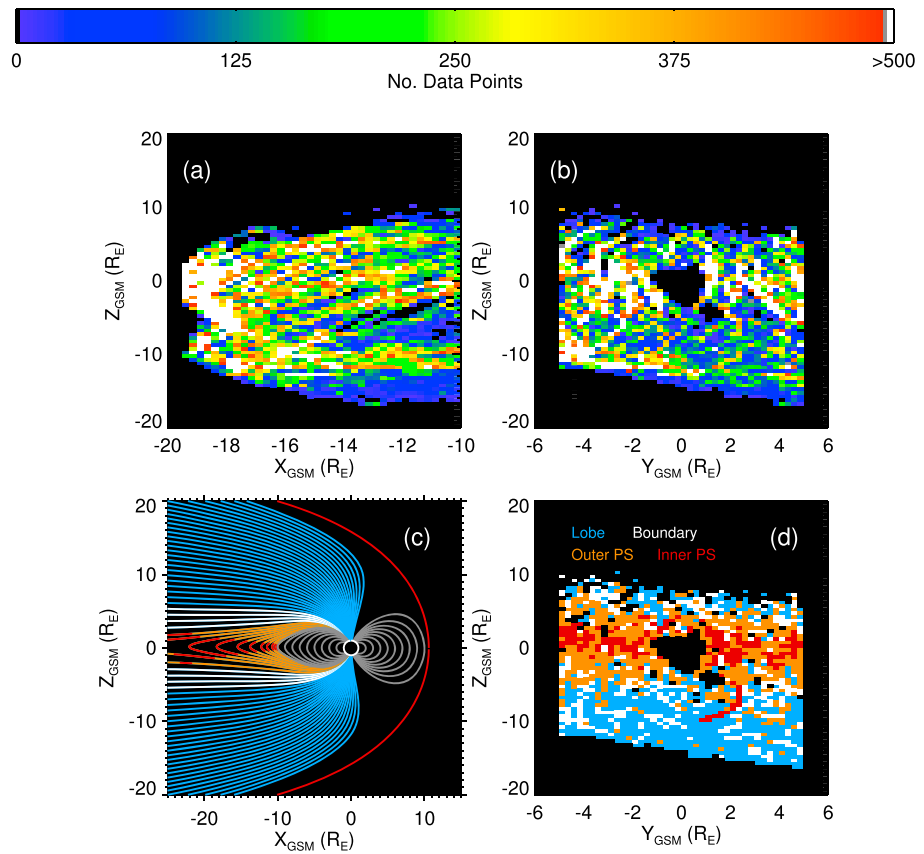 0 125 250 375 >500
No. Data Points
(a) (b)
20 20
10 10
0 0
-10 -10
-20 -20
Z_GSM (R_E) Z_GSM (R_E)
-20 -18 -16 -14 -12 -10 -6 -4 -2 0 2 4 6
X_GSM (R_E) Y_GSM (R_E)
(c) Lobe Boundary (d)
Outer PS Inner PS
20 20
10 10
0 0
-10 -10
-20 -20
Z_GSM (R_E) Z_GSM (R_E)
-20 -10 0 10 -6 -4 -2 0 2 4 6
X_GSM (R_E) Y_GSM (R_E)